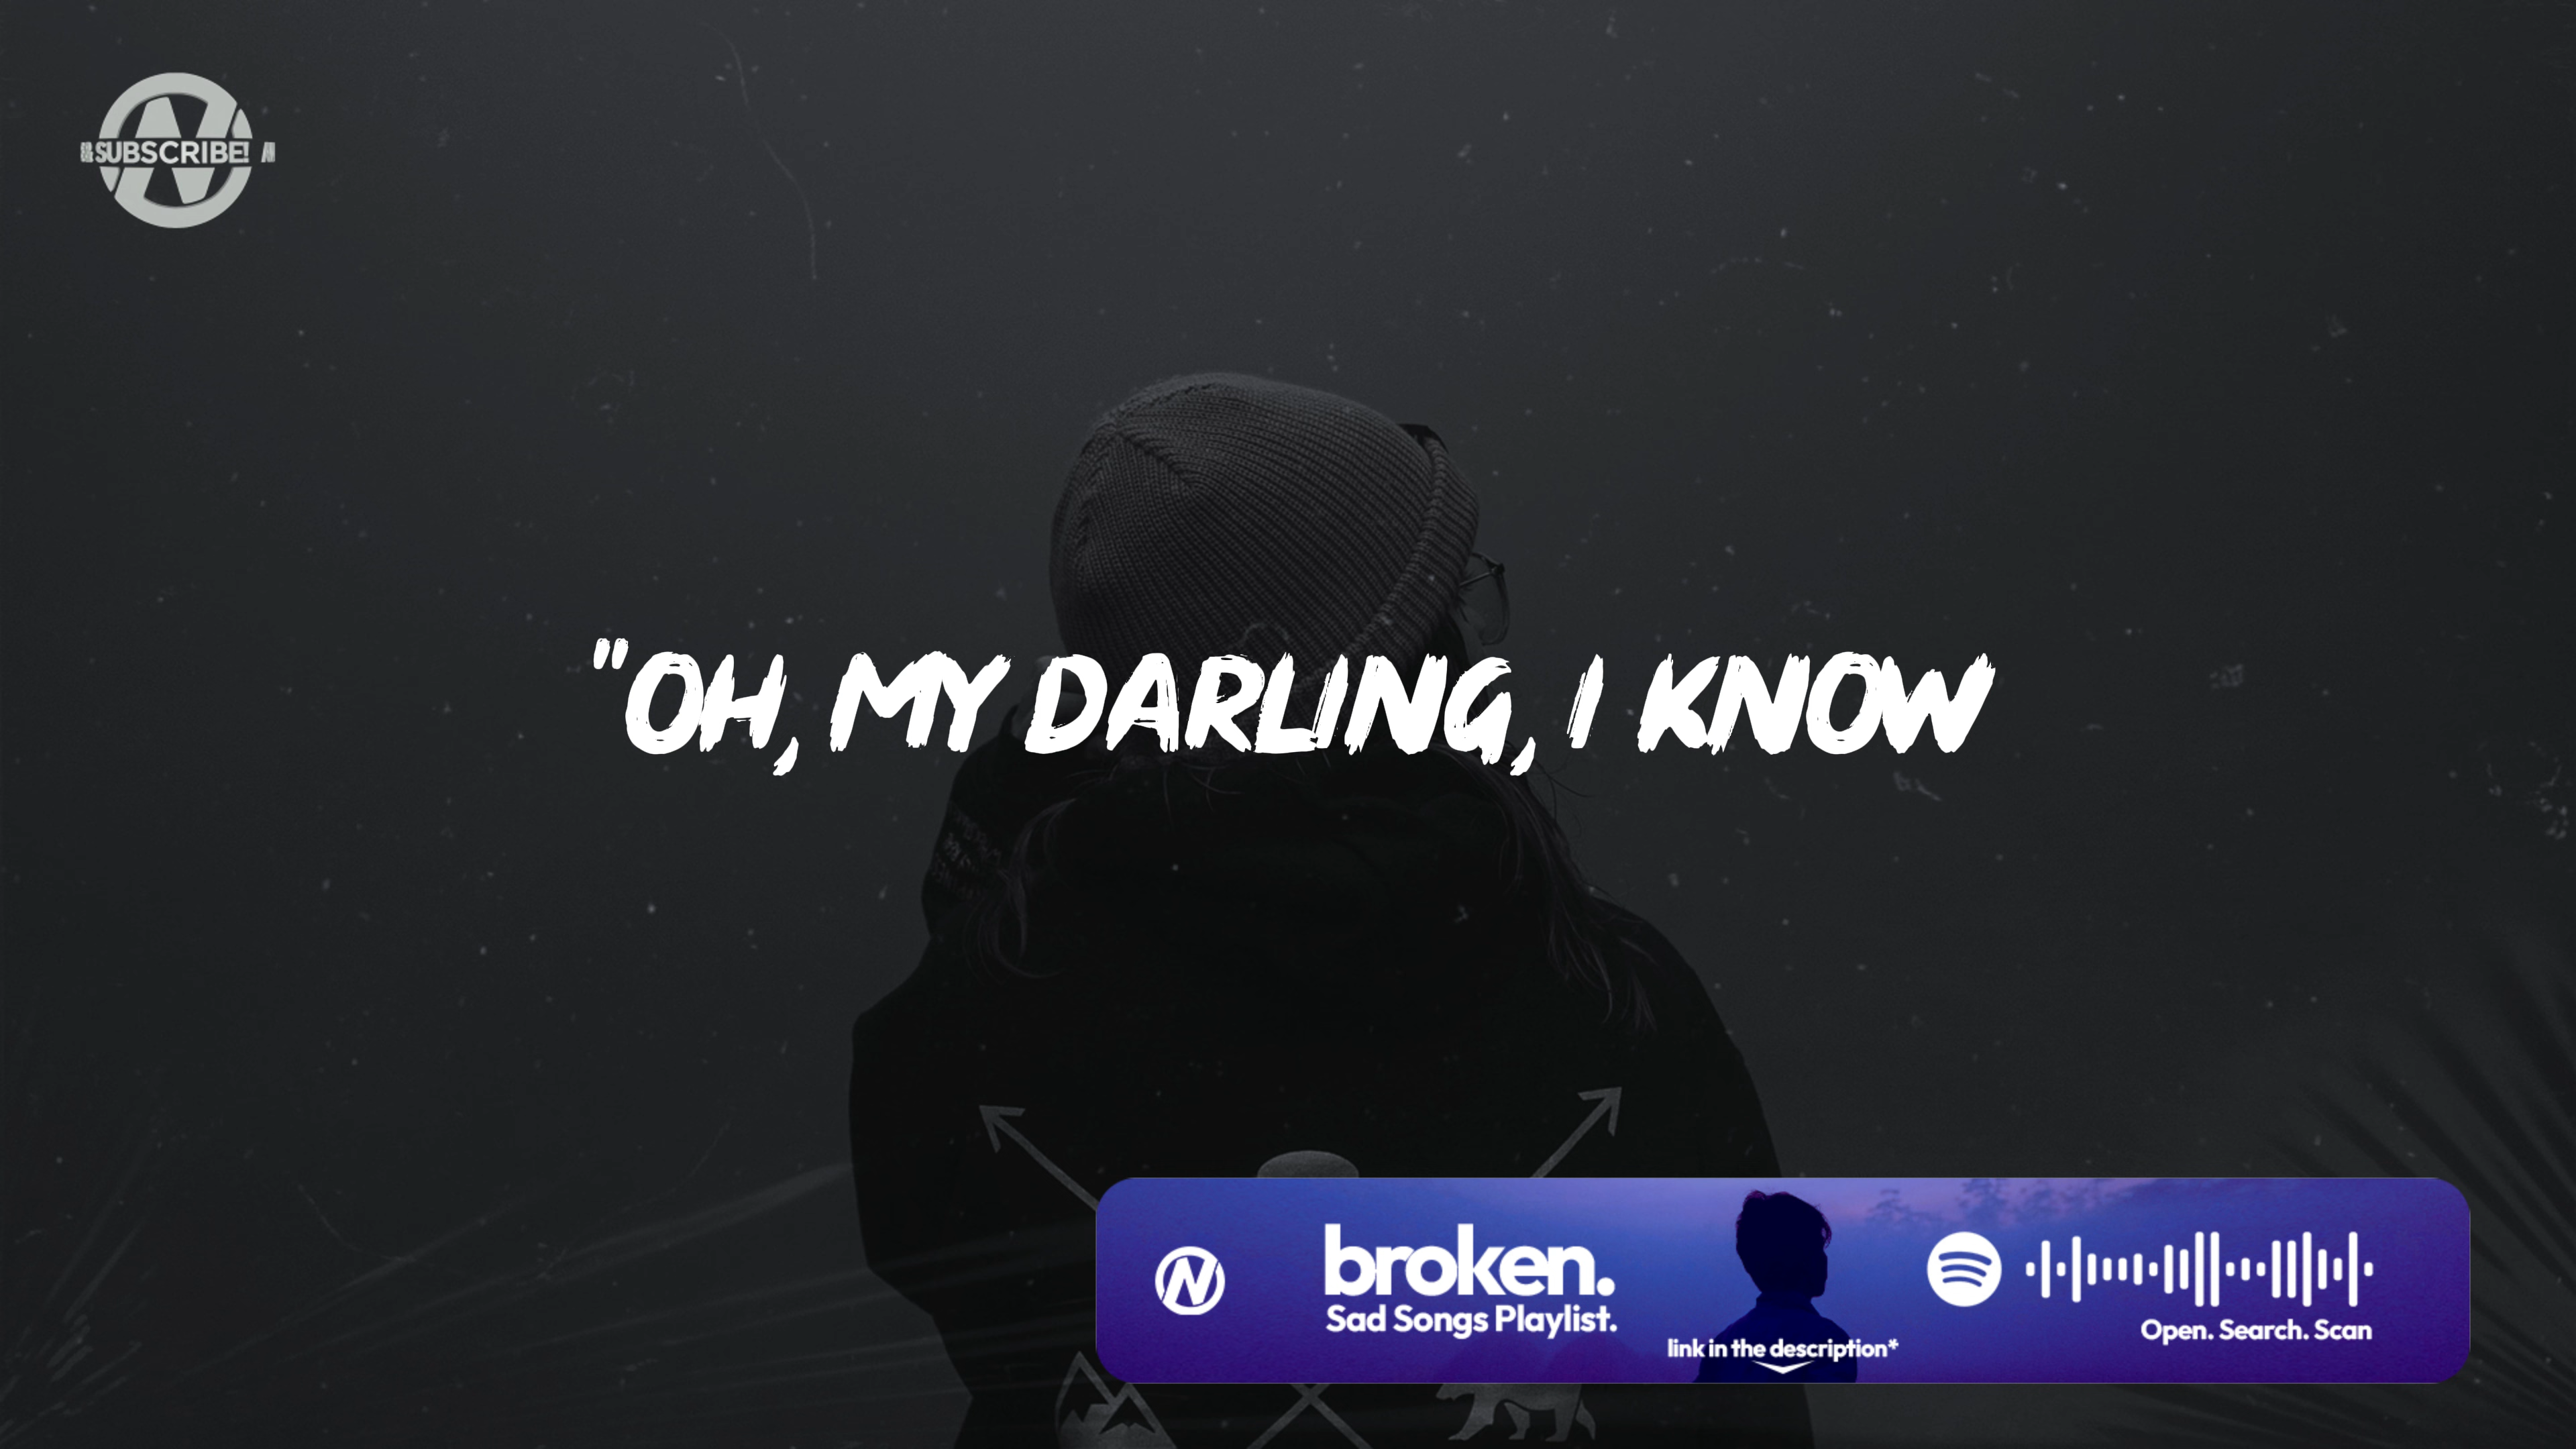 SUBSCRIBE!
"OH, MY DARLING, I KNOW
broken.
Sad Songs Playlist.
link in the description*
Open. Search. Scan